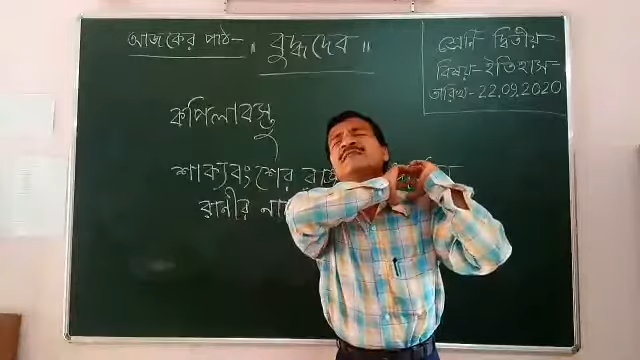 আজকের পাঠ- " বুদ্ধদেব "
শ্রেণি- দ্বিতীয়
বিষয়- ইতিহাস
তারিখ- 22.09.2020
কপিলাবস্তু
শাক্যবংশের
রানীর